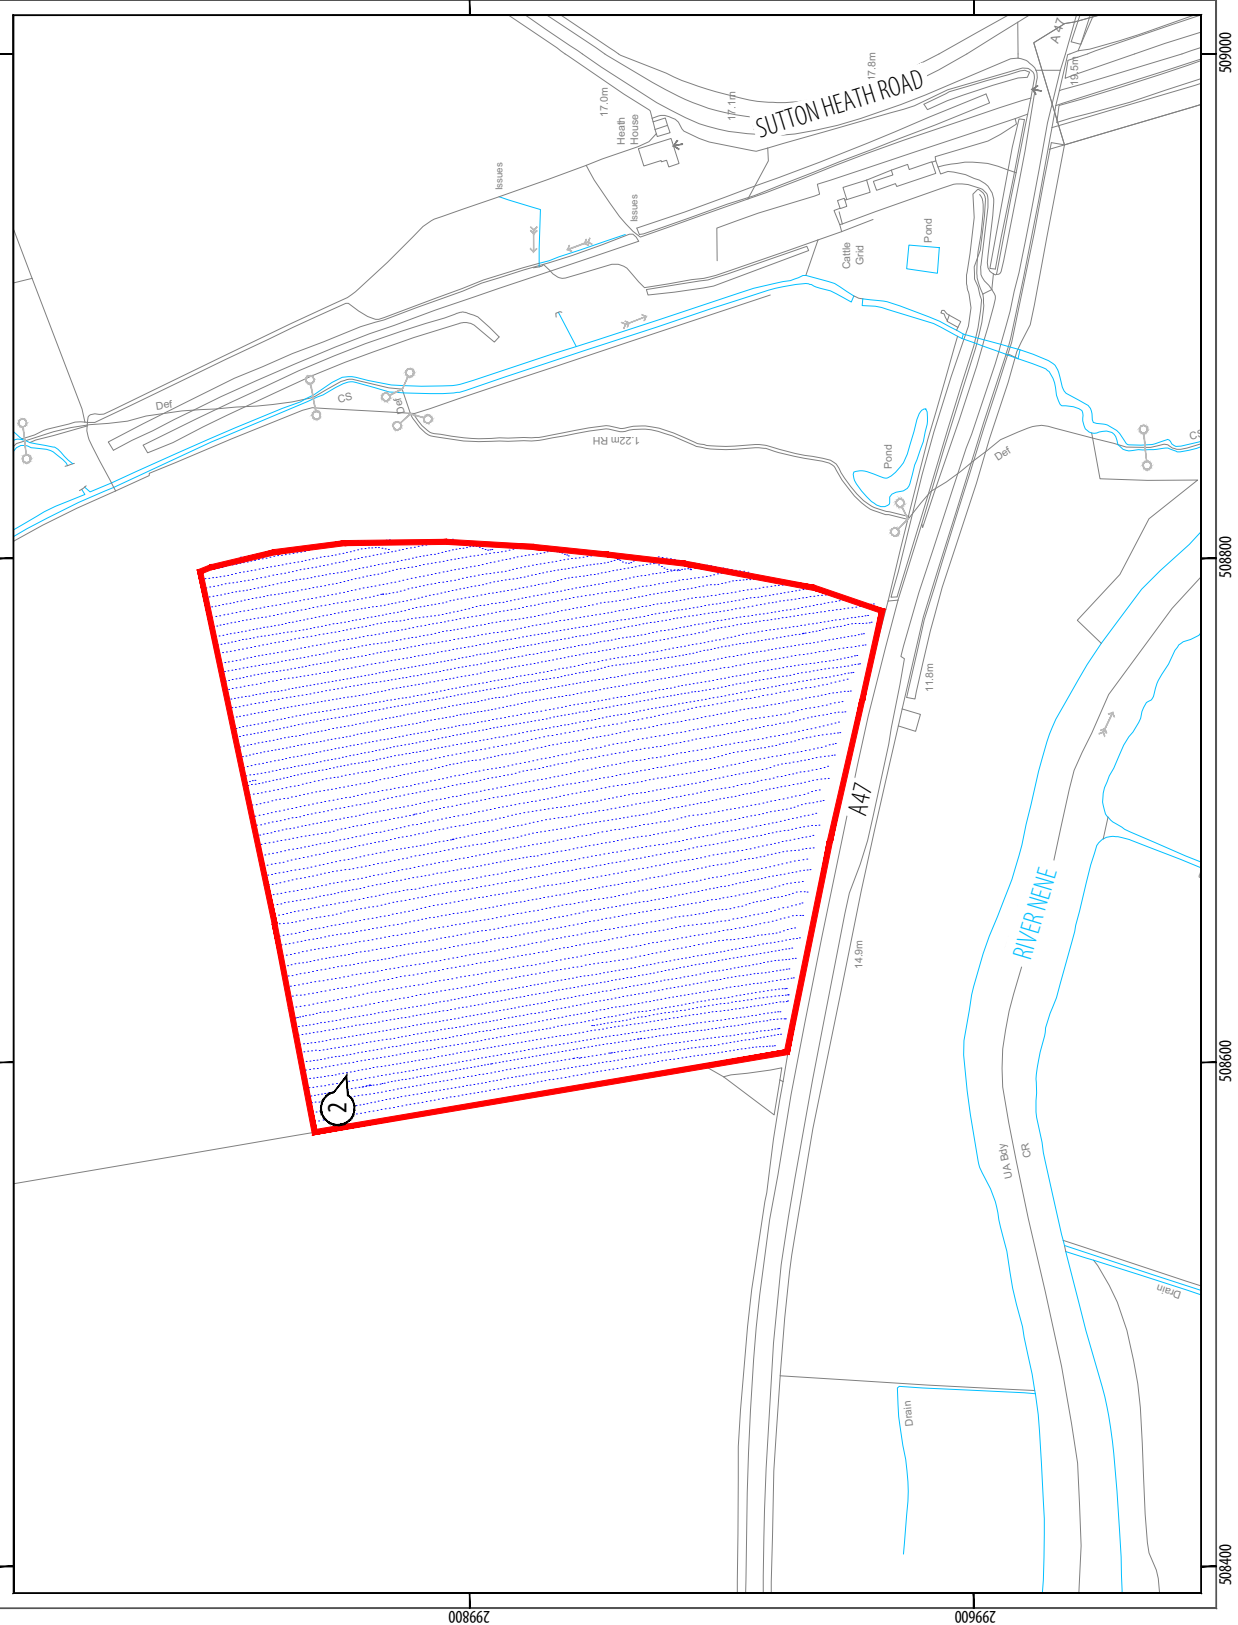 509000
508800
508600
508400
299800
299600
A 47
19.5m
17.8m
SUTTON HEATH ROAD
17.1m
17.0m
Heath
House
Issues
Issues
Cattle
Grid
Pond
Def
CS
Def
1.22m RH
Pond
Def
CS
11.8m
A47
14.9m
RIVER NENE
2
UA Bdy
CR
Drain
Drain